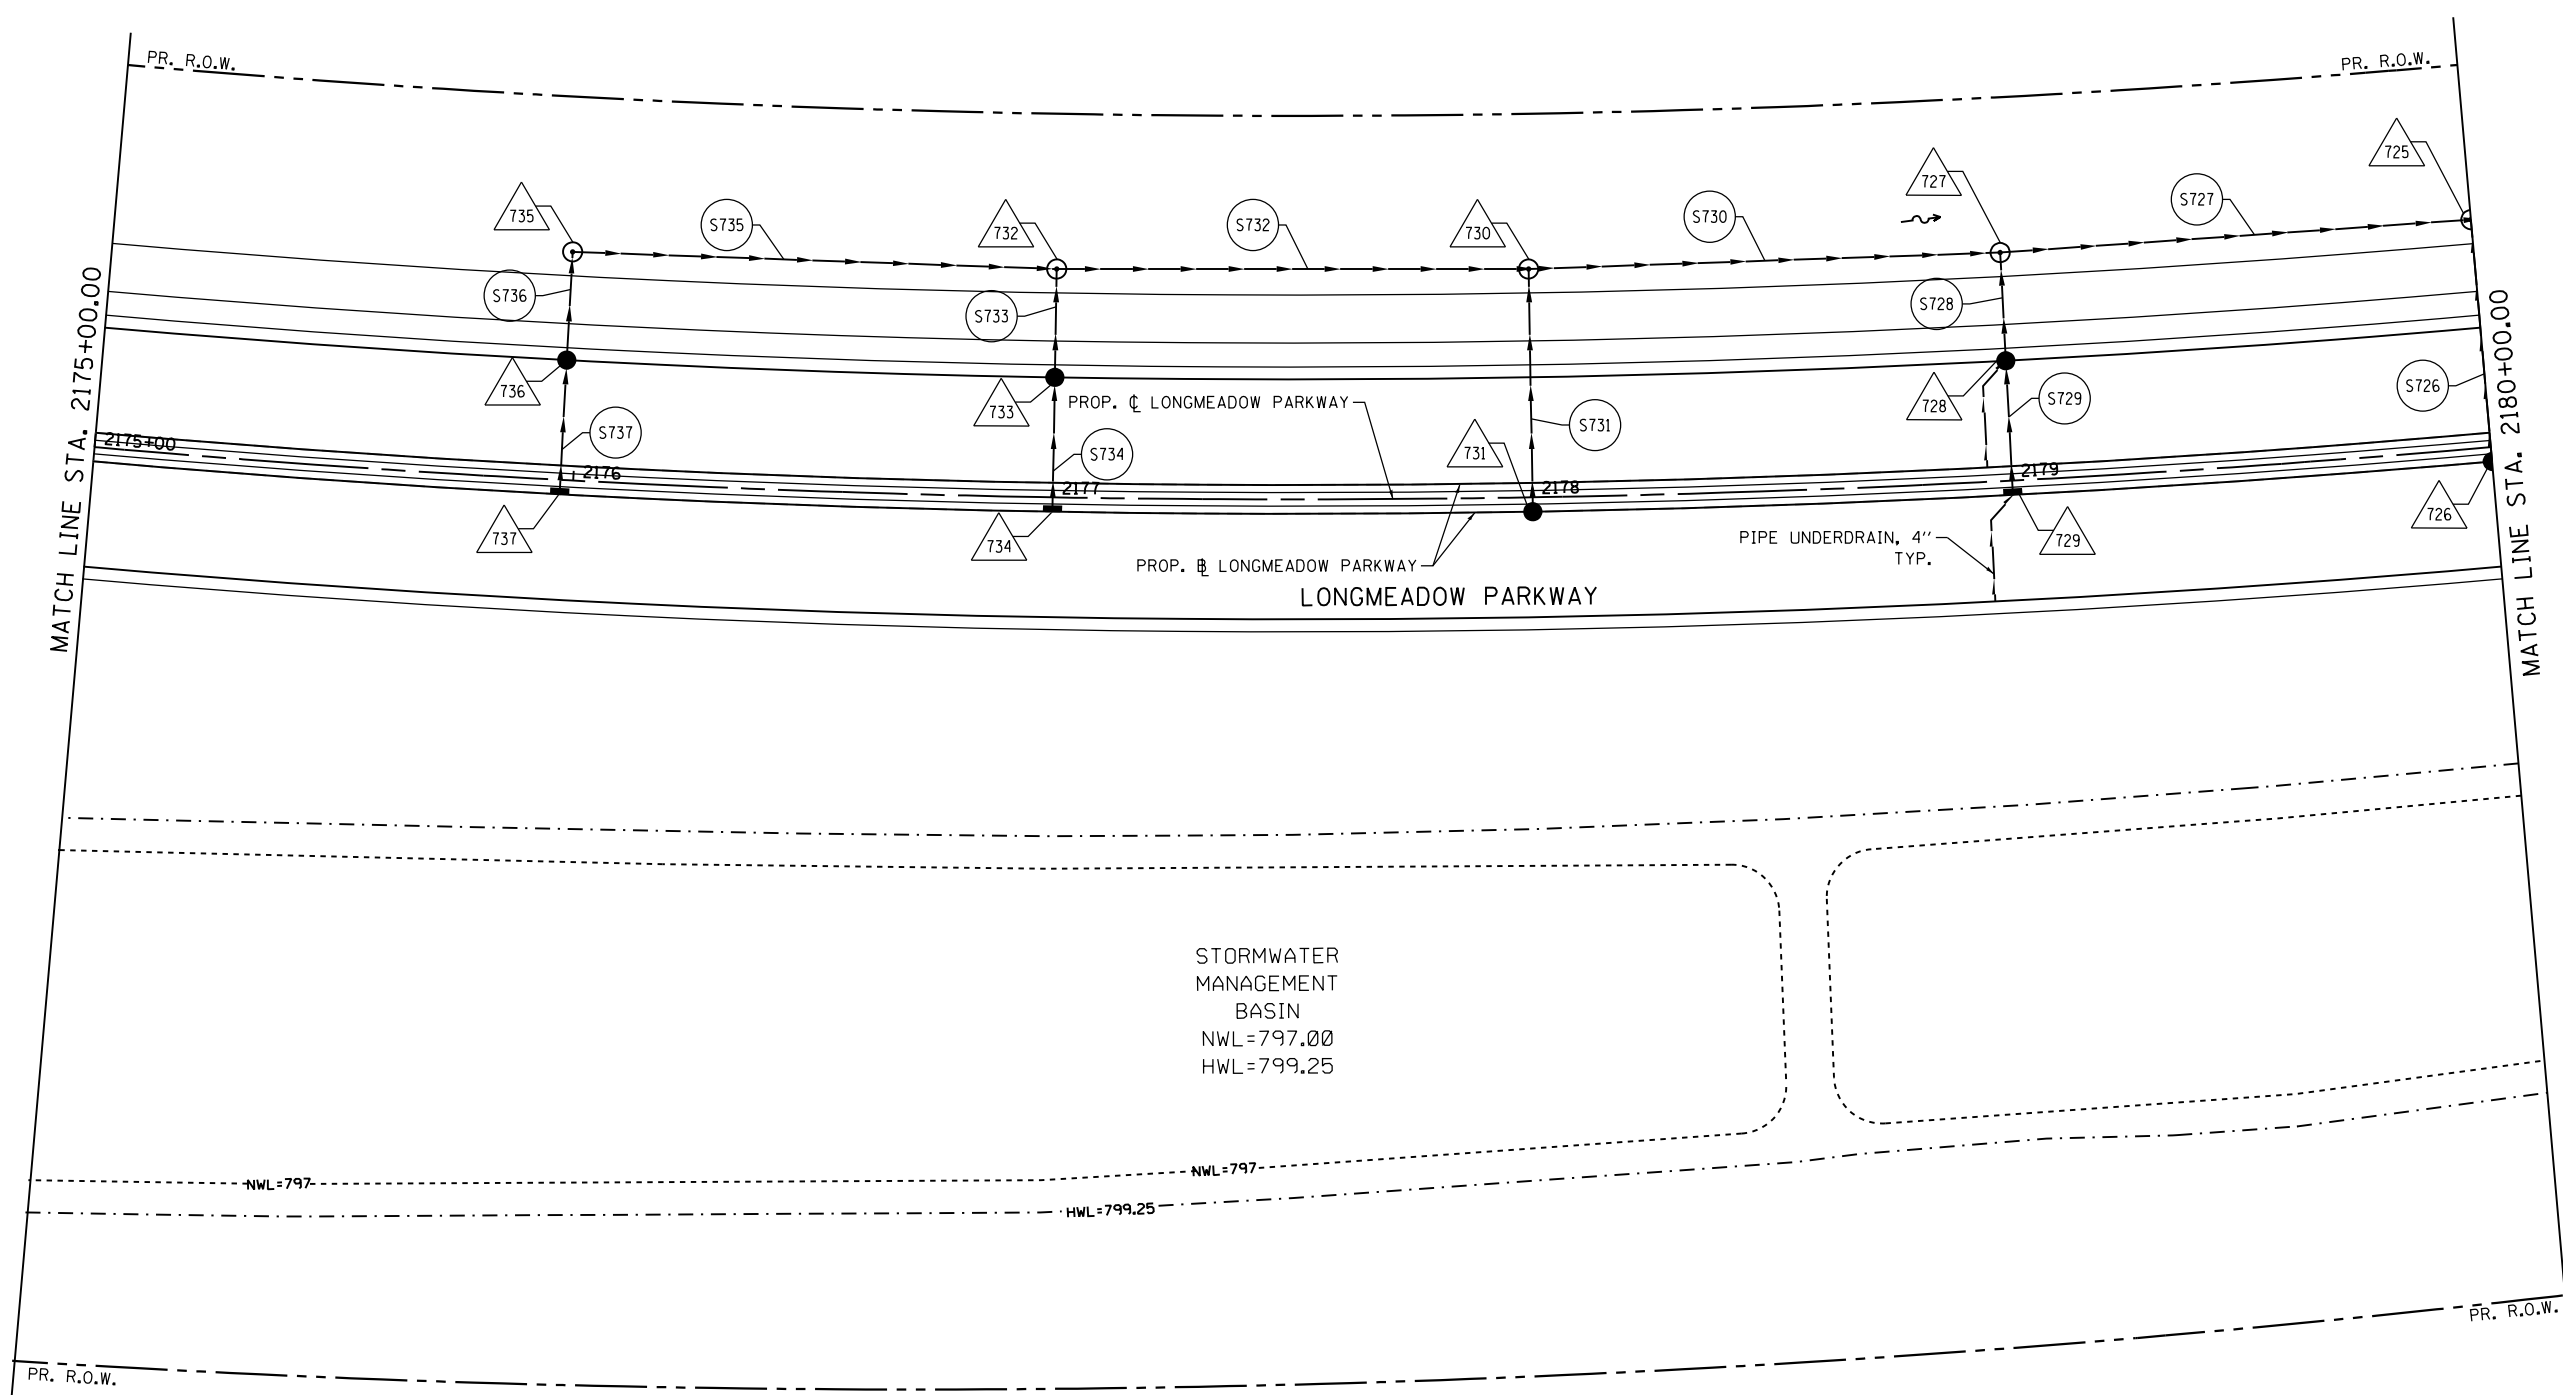 PR. R.O.W.
PR. R.O.W.
725
727
735
S735
732
S732
730
S730
S727
S736
S733
S728
MATCH LINE STA. 2175+00.00
MATCH LINE STA. 2180+00.00
736
733
PROP. ℄ LONGMEADOW PARKWAY
728
S729
S726
S737
S734
731
S731
2175+00
2176
2177
2178
2179
737
734
PIPE UNDERDRAIN, 4''
TYP.
729
726
PROP. B͟L LONGMEADOW PARKWAY
LONGMEADOW PARKWAY
STORMWATER
MANAGEMENT
BASIN
NWL=797.00
HWL=799.25
NWL=797
NWL=797
HWL=799.25
PR. R.O.W.
PR. R.O.W.